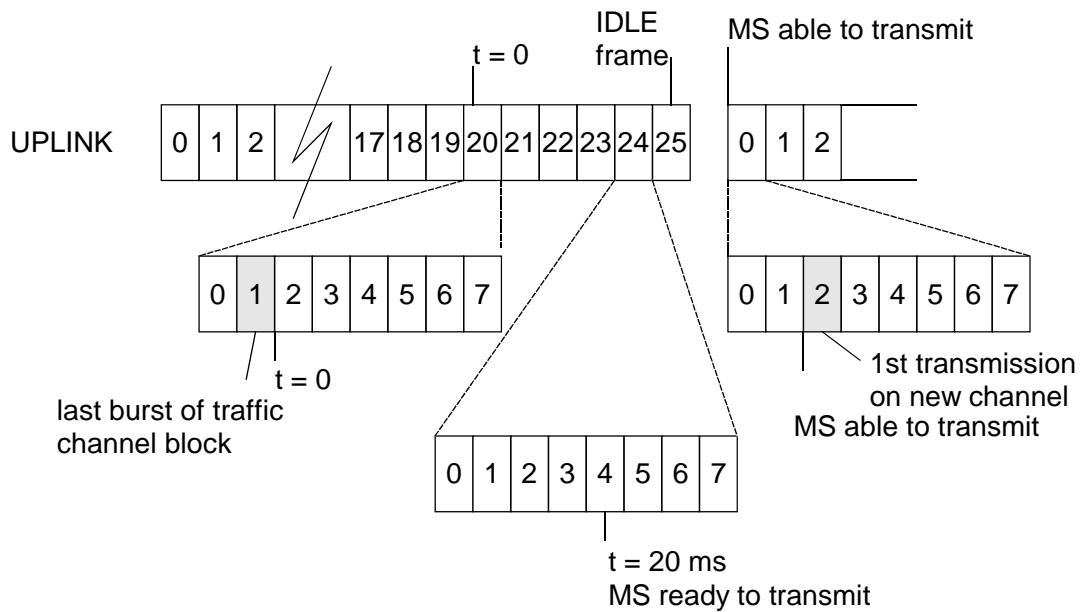 IDLE
frame
MS able to transmit
t = 0
UPLINK
0 1 2 17 18 19 20 21 22 23 24 25 0 1 2
0 1 2 3 4 5 6 7
0 1 2 3 4 5 6 7
t = 0
last burst of traffic
channel block
1st transmission
on new channel
MS able to transmit
0 1 2 3 4 5 6 7
t = 20 ms
MS ready to transmit